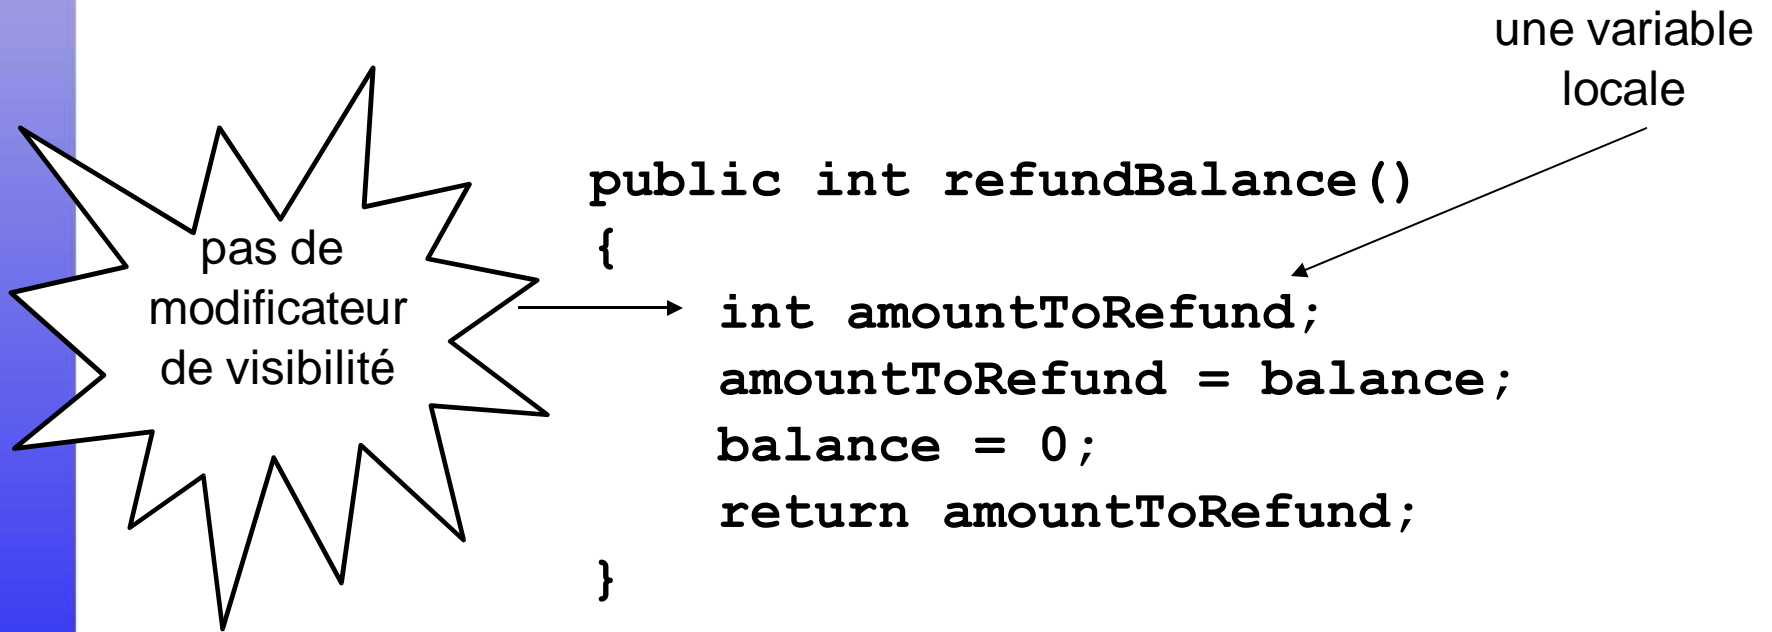 une variable
locale
pas de
modificateur
de visibilité
public int refundBalance()
{
int amountToRefund;
amountToRefund = balance;
balance = 0;
return amountToRefund;
}